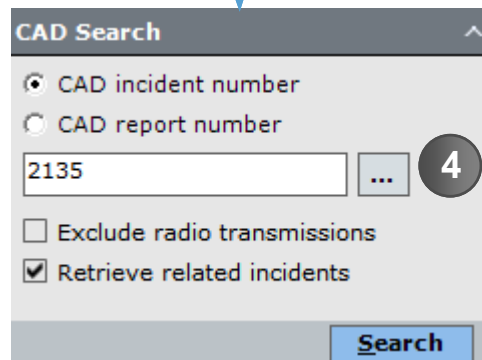 CAD Search
CAD incident number
CAD report number
2135 ... 4
Exclude radio transmissions
Retrieve related incidents
Search